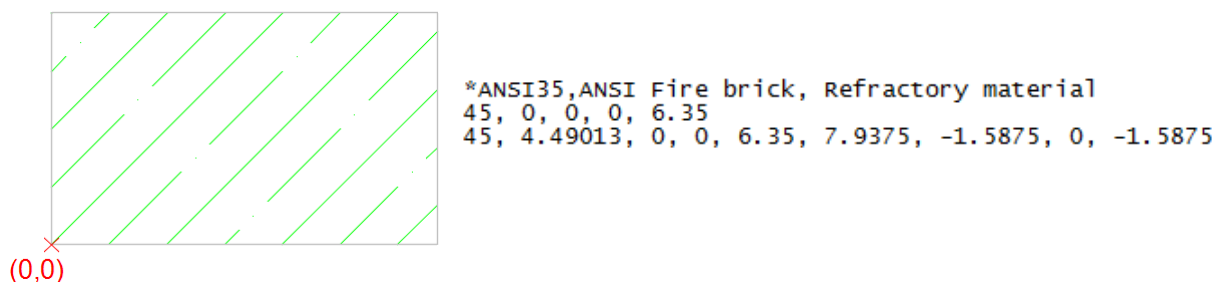 *ANSI35,ANSI Fire brick, Refractory material
45, 0, 0, 0, 6.35
45, 4.49013, 0, 0, 6.35, 7.9375, -1.5875, 0, -1.5875
(0,0)